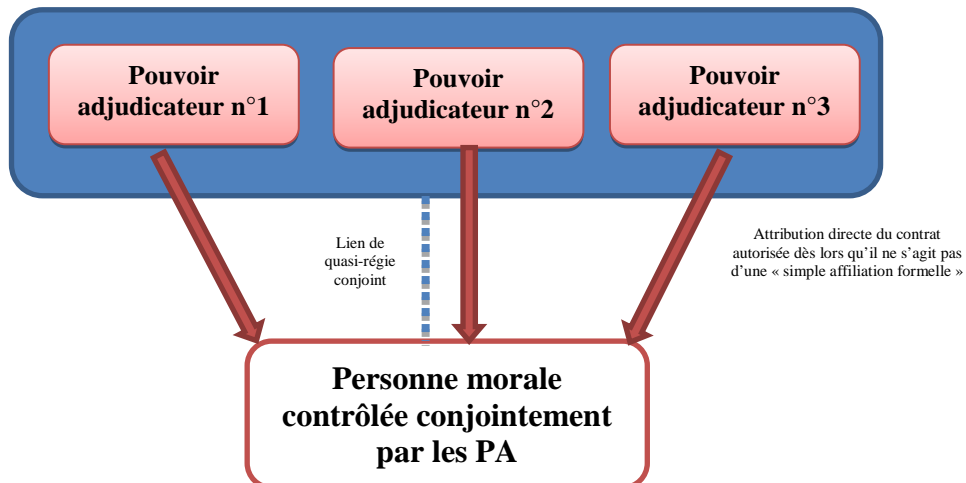 Pouvoir
adjudicateur n°1
Pouvoir
adjudicateur n°2
Pouvoir
adjudicateur n°3
Lien de
quasi-régie
conjoint
Attribution directe du contrat
autorisée dès lors qu’il ne s’agit pas
d’une « simple affiliation formelle »
Personne morale
contrôlée conjointement
par les PA